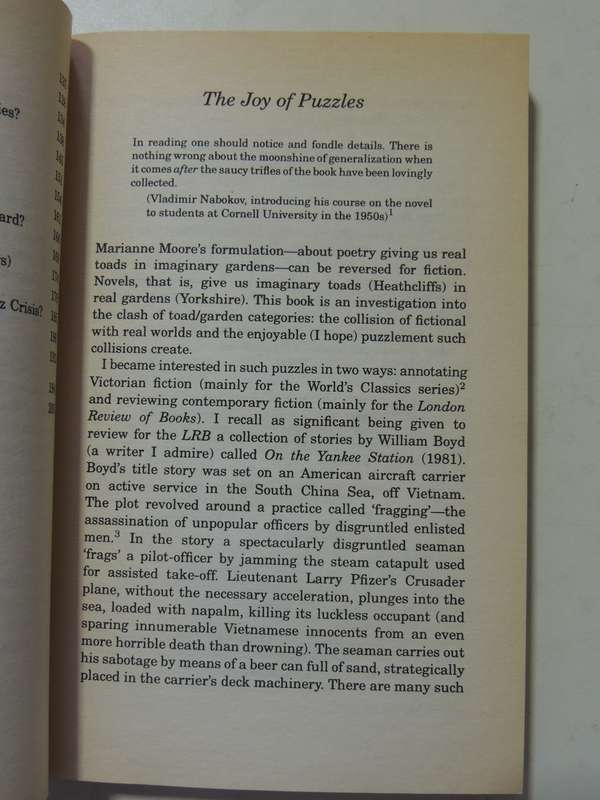 ies?
ard?
s)
z Crisis?
The Joy of Puzzles
In reading one should notice and fondle details. There is
nothing wrong about the moonshine of generalization when
it comes after the saucy trifles of the book have been lovingly
collected.
(Vladimir Nabokov, introducing his course on the novel
to students at Cornell University in the 1950s)1
Marianne Moore's formulation—about poetry giving us real
toads in imaginary gardens—can be reversed for fiction.
Novels, that is, give us imaginary toads (Heathcliffs) in
real gardens (Yorkshire). This book is an investigation into
the clash of toad/garden categories: the collision of fictional
with real worlds and the enjoyable (I hope) puzzlement such
collisions create.
I became interested in such puzzles in two ways: annotating
Victorian fiction (mainly for the World's Classics series)2
and reviewing contemporary fiction (mainly for the London
Review of Books). I recall as significant being given to
review for the LRB a collection of stories by William Boyd
(a writer I admire) called On the Yankee Station (1981).
Boyd's title story was set on an American aircraft carrier
on active service in the South China Sea, off Vietnam.
The plot revolved around a practice called 'fragging'—the
assassination of unpopular officers by disgruntled enlisted
men.3 In the story a spectacularly disgruntled seaman
'frags' a pilot-officer by jamming the steam catapult used
for assisted take-off. Lieutenant Larry Pfizer's Crusader
plane, without the necessary acceleration, plunges into the
sea, loaded with napalm, killing its luckless occupant (and
sparing innumerable Vietnamese innocents from an even
more horrible death than drowning). The seaman carries out
his sabotage by means of a beer can full of sand, strategically
placed in the carrier's deck machinery. There are many such